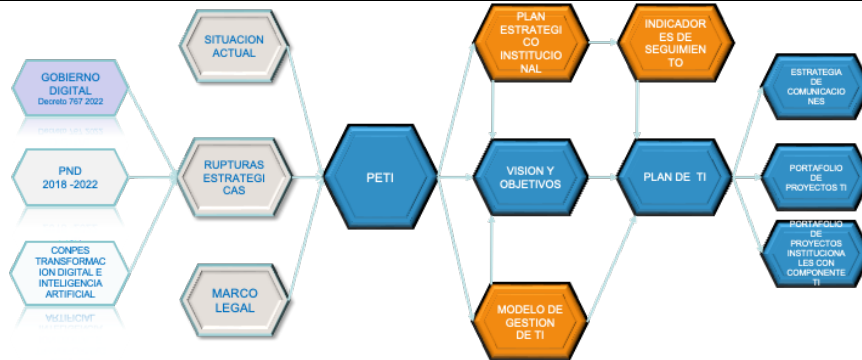 SITUACION
ACTUAL
GOBIERNO
DIGITAL
Decreto 767 2022
PND
2018 -2022
CONPES
TRANSFORMAC
ION DIGITAL E
INTELIGENCIA
ARTIFICIAL
RUPTURAS
ESTRATEGI
CAS
MARCO
LEGAL
PETI
PLAN
ESTRATEGI
CO
INSTITUCIO
NAL
INDICADOR
ES DE
SEGUIMIEN
TO
VISION Y
OBJETIVOS
PLAN DE TI
MODELO DE
GESTION
DE TI
ESTRATEGIA
DE
COMUNICACIO
NES
PORTAFOLIO
DE
PROYECTOS TI
PORTAFOLIO
DE
PROYECTOS
INSTITUCIONA
LES CON
COMPONENTE
TI